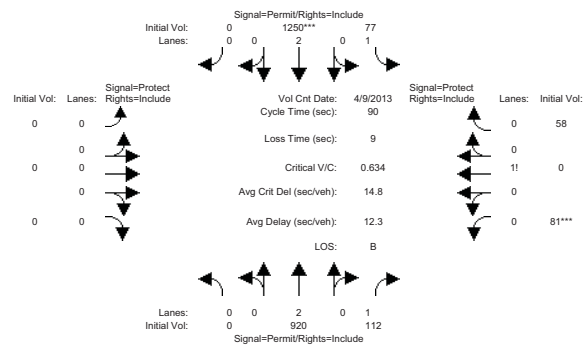 Signal=Permit/Rights=Include
Initial Vol: 0 1250*** 77
Lanes: 0 0 2 0 1
Signal=Protect
Rights=Include
Initial Vol: Lanes:
Vol Cnt Date: 4/9/2013
Signal=Protect
Rights=Include
Lanes: Initial Vol:
Cycle Time (sec): 90
0 0
0 58
Loss Time (sec): 9
0
0
0 0
Critical V/C: 0.634
1! 0
0
Avg Crit Del (sec/veh): 14.8
0
0 0
Avg Delay (sec/veh): 12.3
0 81***
LOS: B
Lanes: 0 0 2 0 1
Initial Vol: 0 920 112
Signal=Permit/Rights=Include